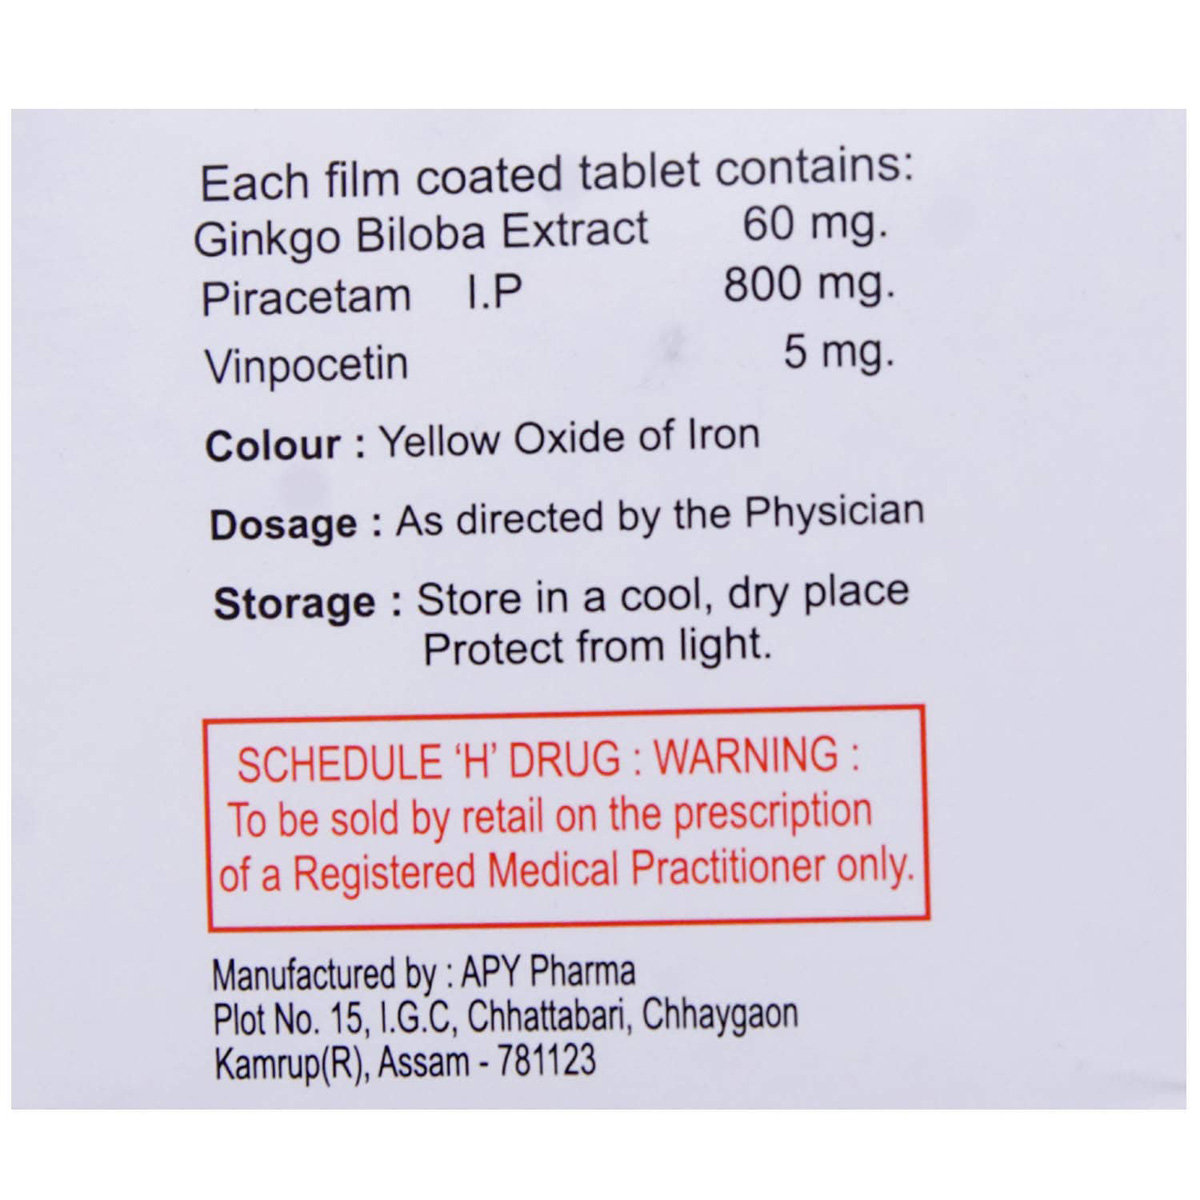 Each film coated tablet contains:
Ginkgo Biloba Extract 60 mg.
Piracetam I.P 800 mg.
Vinpocetin 5 mg.
Colour : Yellow Oxide of Iron
Dosage : As directed by the Physician
Storage : Store in a cool, dry place
Protect from light.
SCHEDULE ‘H’ DRUG : WARNING :
To be sold by retail on the prescription
of a Registered Medical Practitioner only.
Manufactured by : APY Pharma
Plot No. 15, I.G.C, Chhattabari, Chhaygaon
Kamrup(R), Assam - 781123